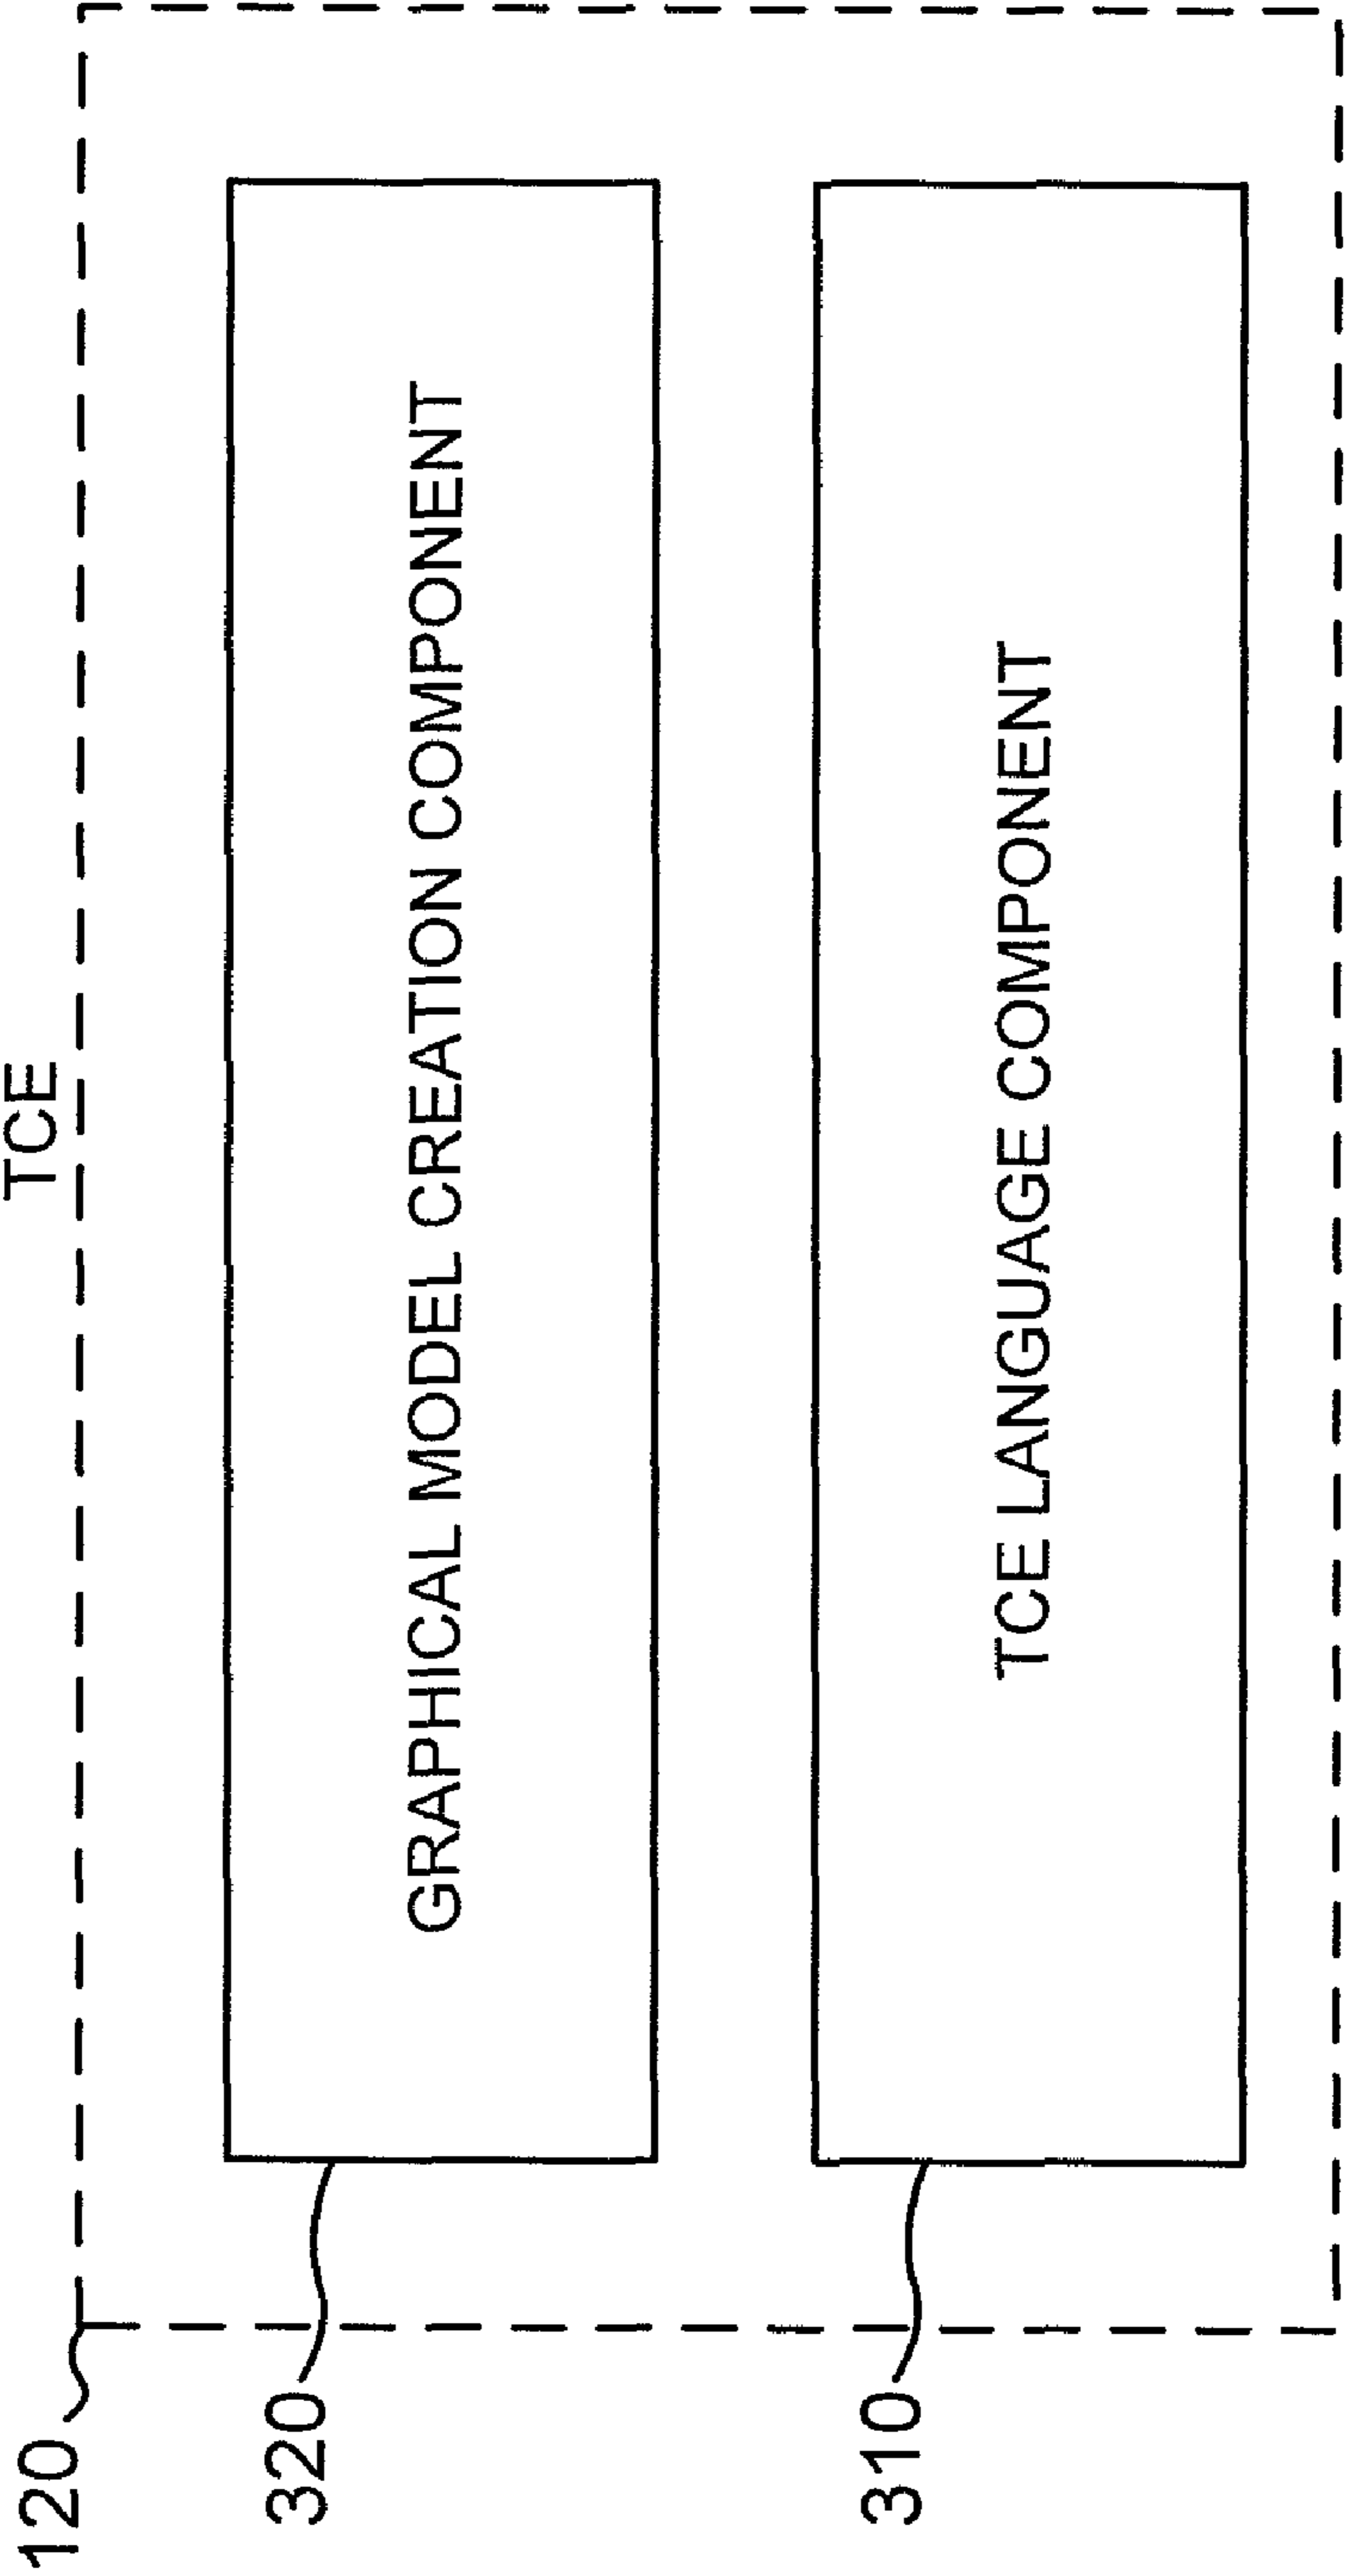 TCE
120
320
GRAPHICAL MODEL CREATION COMPONENT
310
TCE LANGUAGE COMPONENT